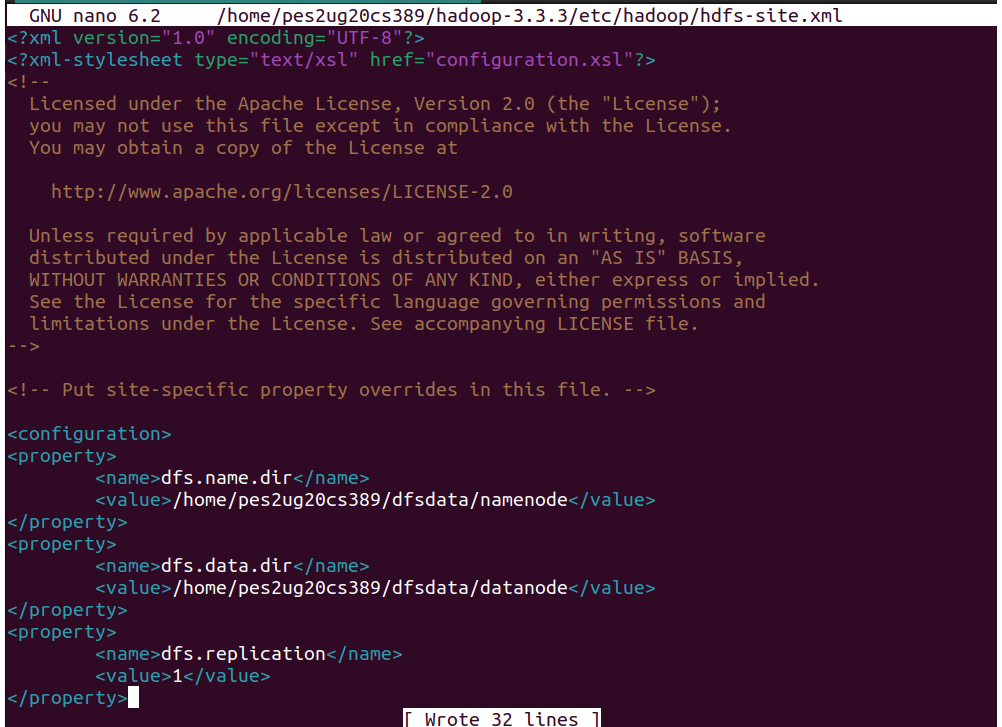 GNU nano 6.2     /home/pes2ug20cs389/hadoop-3.3.3/etc/hadoop/hdfs-site.xml
<?xml version="1.0" encoding="UTF-8"?>
<?xml-stylesheet type="text/xsl" href="configuration.xsl"?>
<!--
  Licensed under the Apache License, Version 2.0 (the "License");
  you may not use this file except in compliance with the License.
  You may obtain a copy of the License at

    http://www.apache.org/licenses/LICENSE-2.0

  Unless required by applicable law or agreed to in writing, software
  distributed under the License is distributed on an "AS IS" BASIS,
  WITHOUT WARRANTIES OR CONDITIONS OF ANY KIND, either express or implied.
  See the License for the specific language governing permissions and
  limitations under the License. See accompanying LICENSE file.
-->

<!-- Put site-specific property overrides in this file. -->

<configuration>
<property>
        <name>dfs.name.dir</name>
        <value>/home/pes2ug20cs389/dfsdata/namenode</value>
</property>
<property>
        <name>dfs.data.dir</name>
        <value>/home/pes2ug20cs389/dfsdata/datanode</value>
</property>
<property>
        <name>dfs.replication</name>
        <value>1</value>
</property>
[ Wrote 32 lines ]